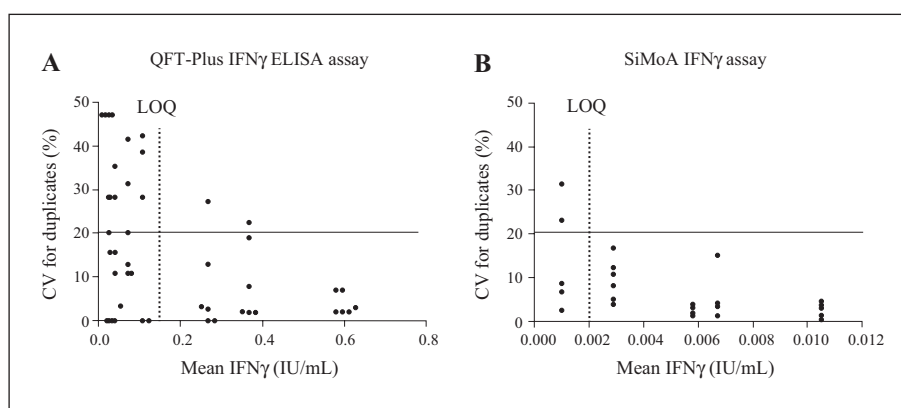 A
QFT-Plus IFNγ ELISA assay
LOQ
CV for duplicates (%)
50
40
30
20
10
0
0.0 0.2 0.4 0.6 0.8
Mean IFNγ (IU/mL)
B
SiMoA IFNγ assay
LOQ
CV for duplicates (%)
50
40
30
20
10
0
0.000 0.002 0.004 0.006 0.008 0.010 0.012
Mean IFNγ (IU/mL)